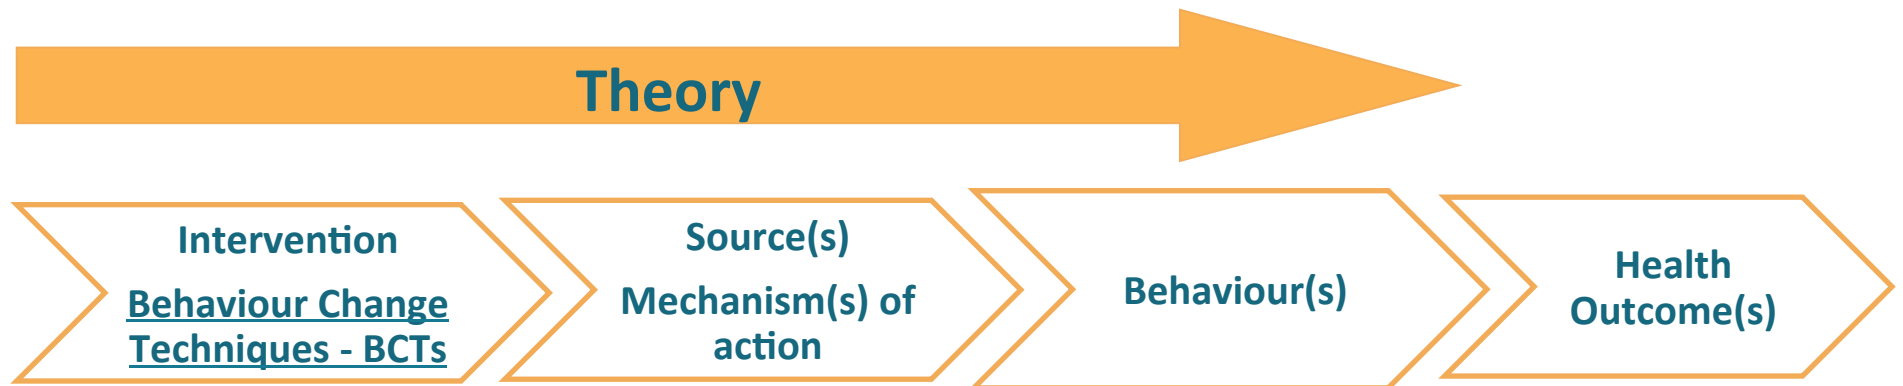 Theory
Intervention
Behaviour Change
Techniques - BCTs
Source(s)
Mechanism(s) of
action
Behaviour(s)
Health
Outcome(s)